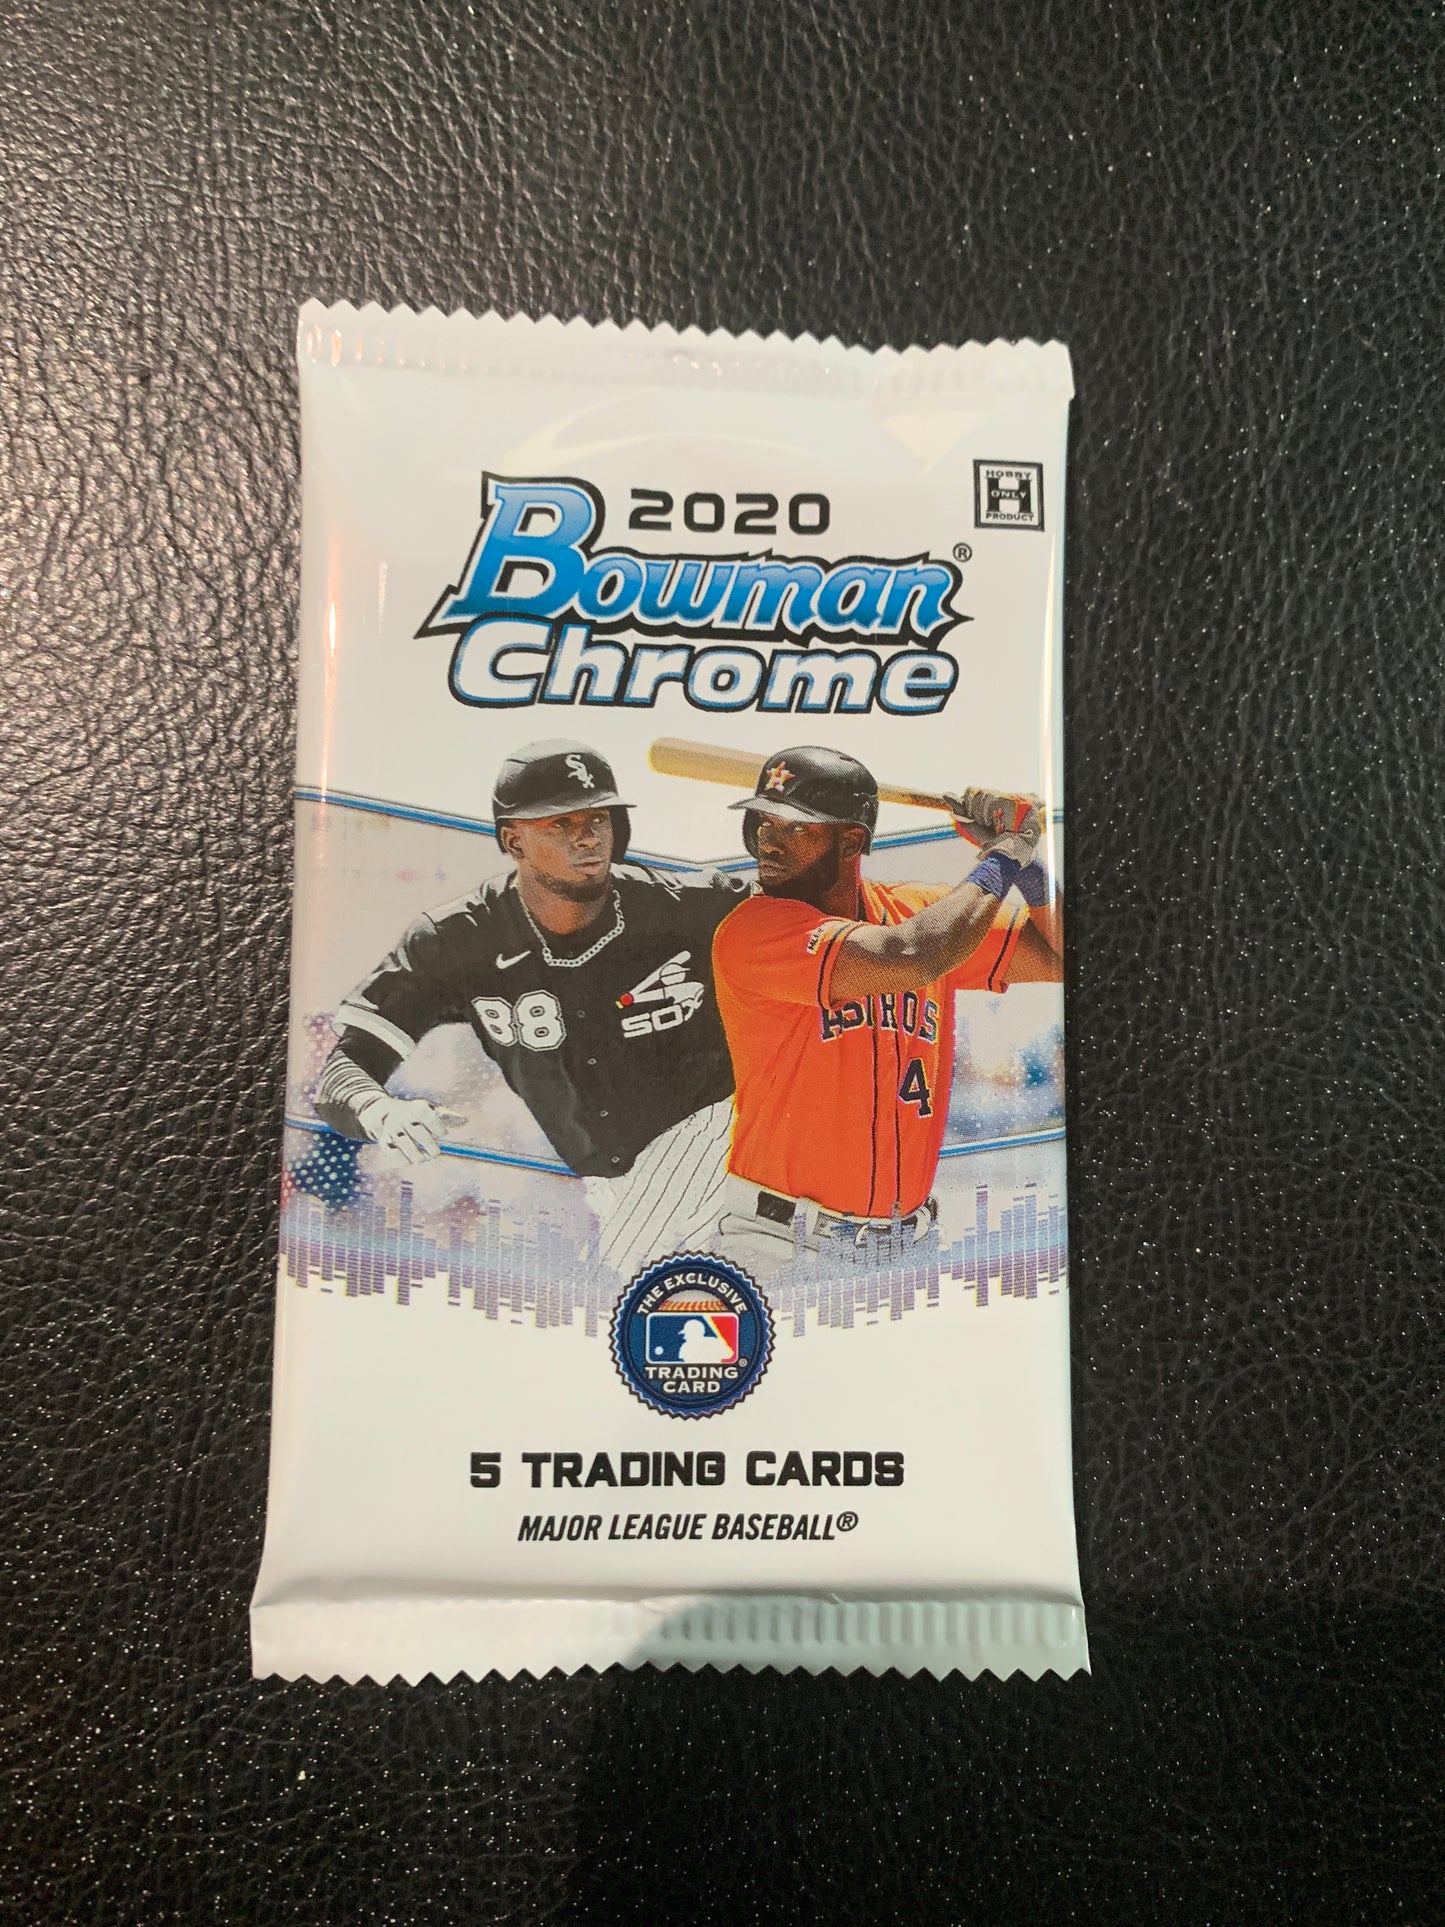 2020
HOBBY
H
ONLY
PRODUCT
Bowman®
Chrome
Sox
H
88
SOX
ASTROS
4
THE EXCLUSIVE
TRADING
CARD
5 TRADING CARDS
MAJOR LEAGUE BASEBALL®